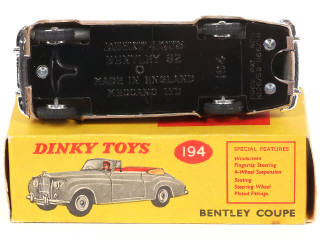 DINKY TOYS
BENTLEY S2
MADE IN ENGLAND
MECCANO LTD
194
DINKY TOYS
194
SPECIAL FEATURES
Windscreen
Fingertip Steering
4-Wheel Suspension
Seating
Steering Wheel
Plated Fittings
BENTLEY COUPE